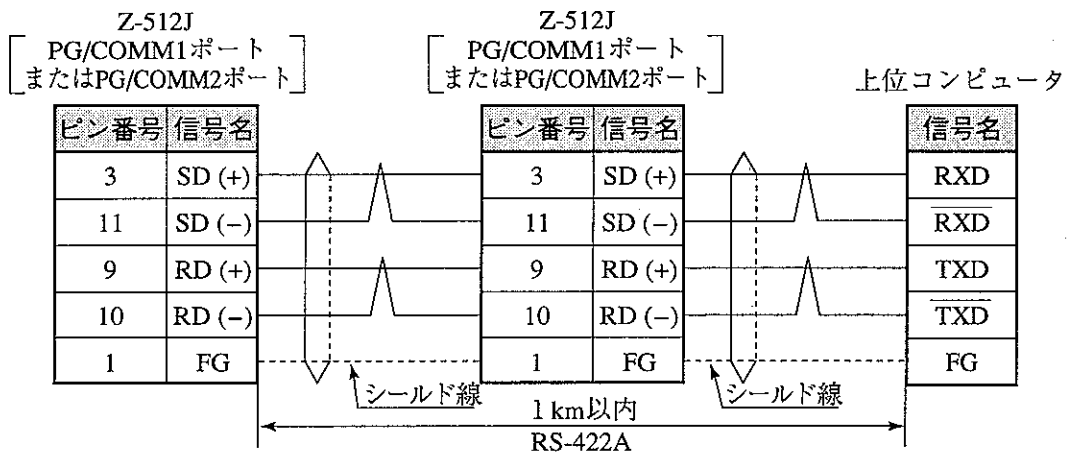 Z-512J
PG/COMM1ポート
またはPG/COMM2ポート
Z-512J
PG/COMM1ポート
またはPG/COMM2ポート
上位コンピュータ
ピン番号 信号名
3 SD (+)
11 SD (−)
9 RD (+)
10 RD (−)
1 FG
ピン番号 信号名
3 SD (+)
11 SD (−)
9 RD (+)
10 RD (−)
1 FG
信号名
RXD
R̅X̅D̅
TXD
T̅X̅D̅
FG
シールド線
シールド線
1 km以内
RS-422A